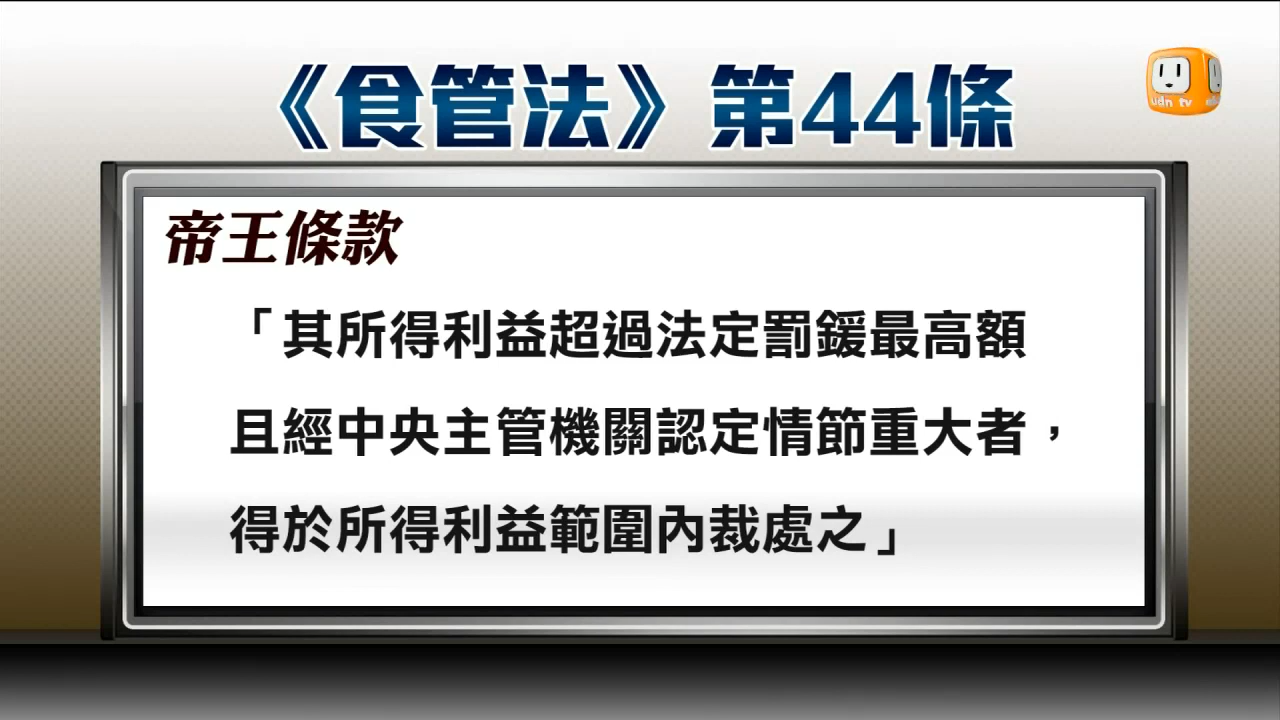 《食管法》第44條
udn tv
帝王條款
「其所得利益超過法定罰鍰最高額
且經中央主管機關認定情節重大者，
得於所得利益範圍內裁處之」